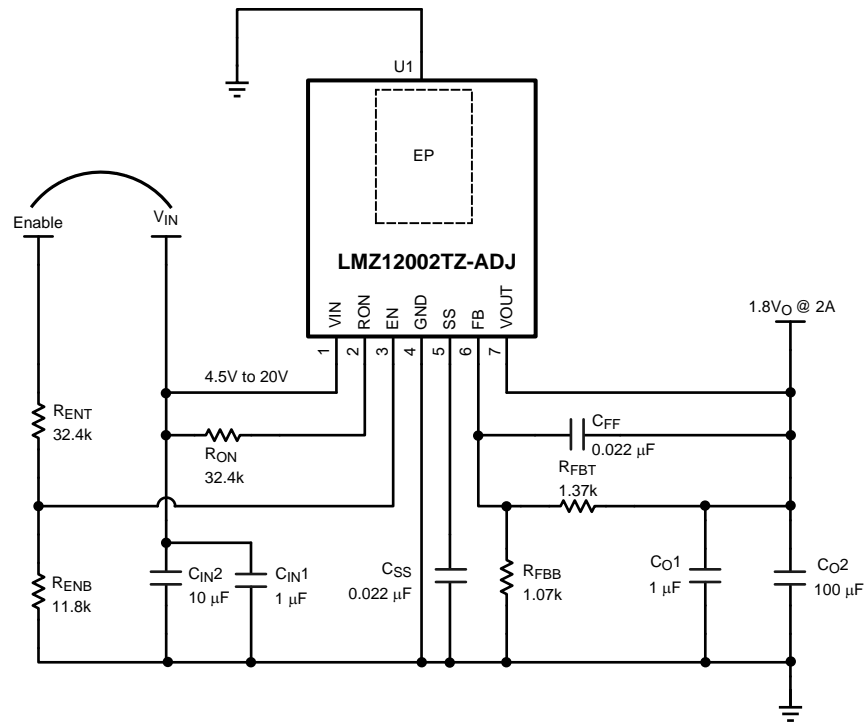 U1
EP
LMZ12002TZ-ADJ
VIN
RON
EN
GND
SS
FB
VOUT
1
2
3
4
5
6
7
Enable
VIN
1.8VO @ 2A
4.5V to 20V
RENT
32.4k
RON
32.4k
CFF
0.022 µF
RFBT
1.37k
RENB
11.8k
CIN2
10 µF
CIN1
1 µF
CSS
0.022 µF
RFBB
1.07k
CO1
1 µF
CO2
100 µF